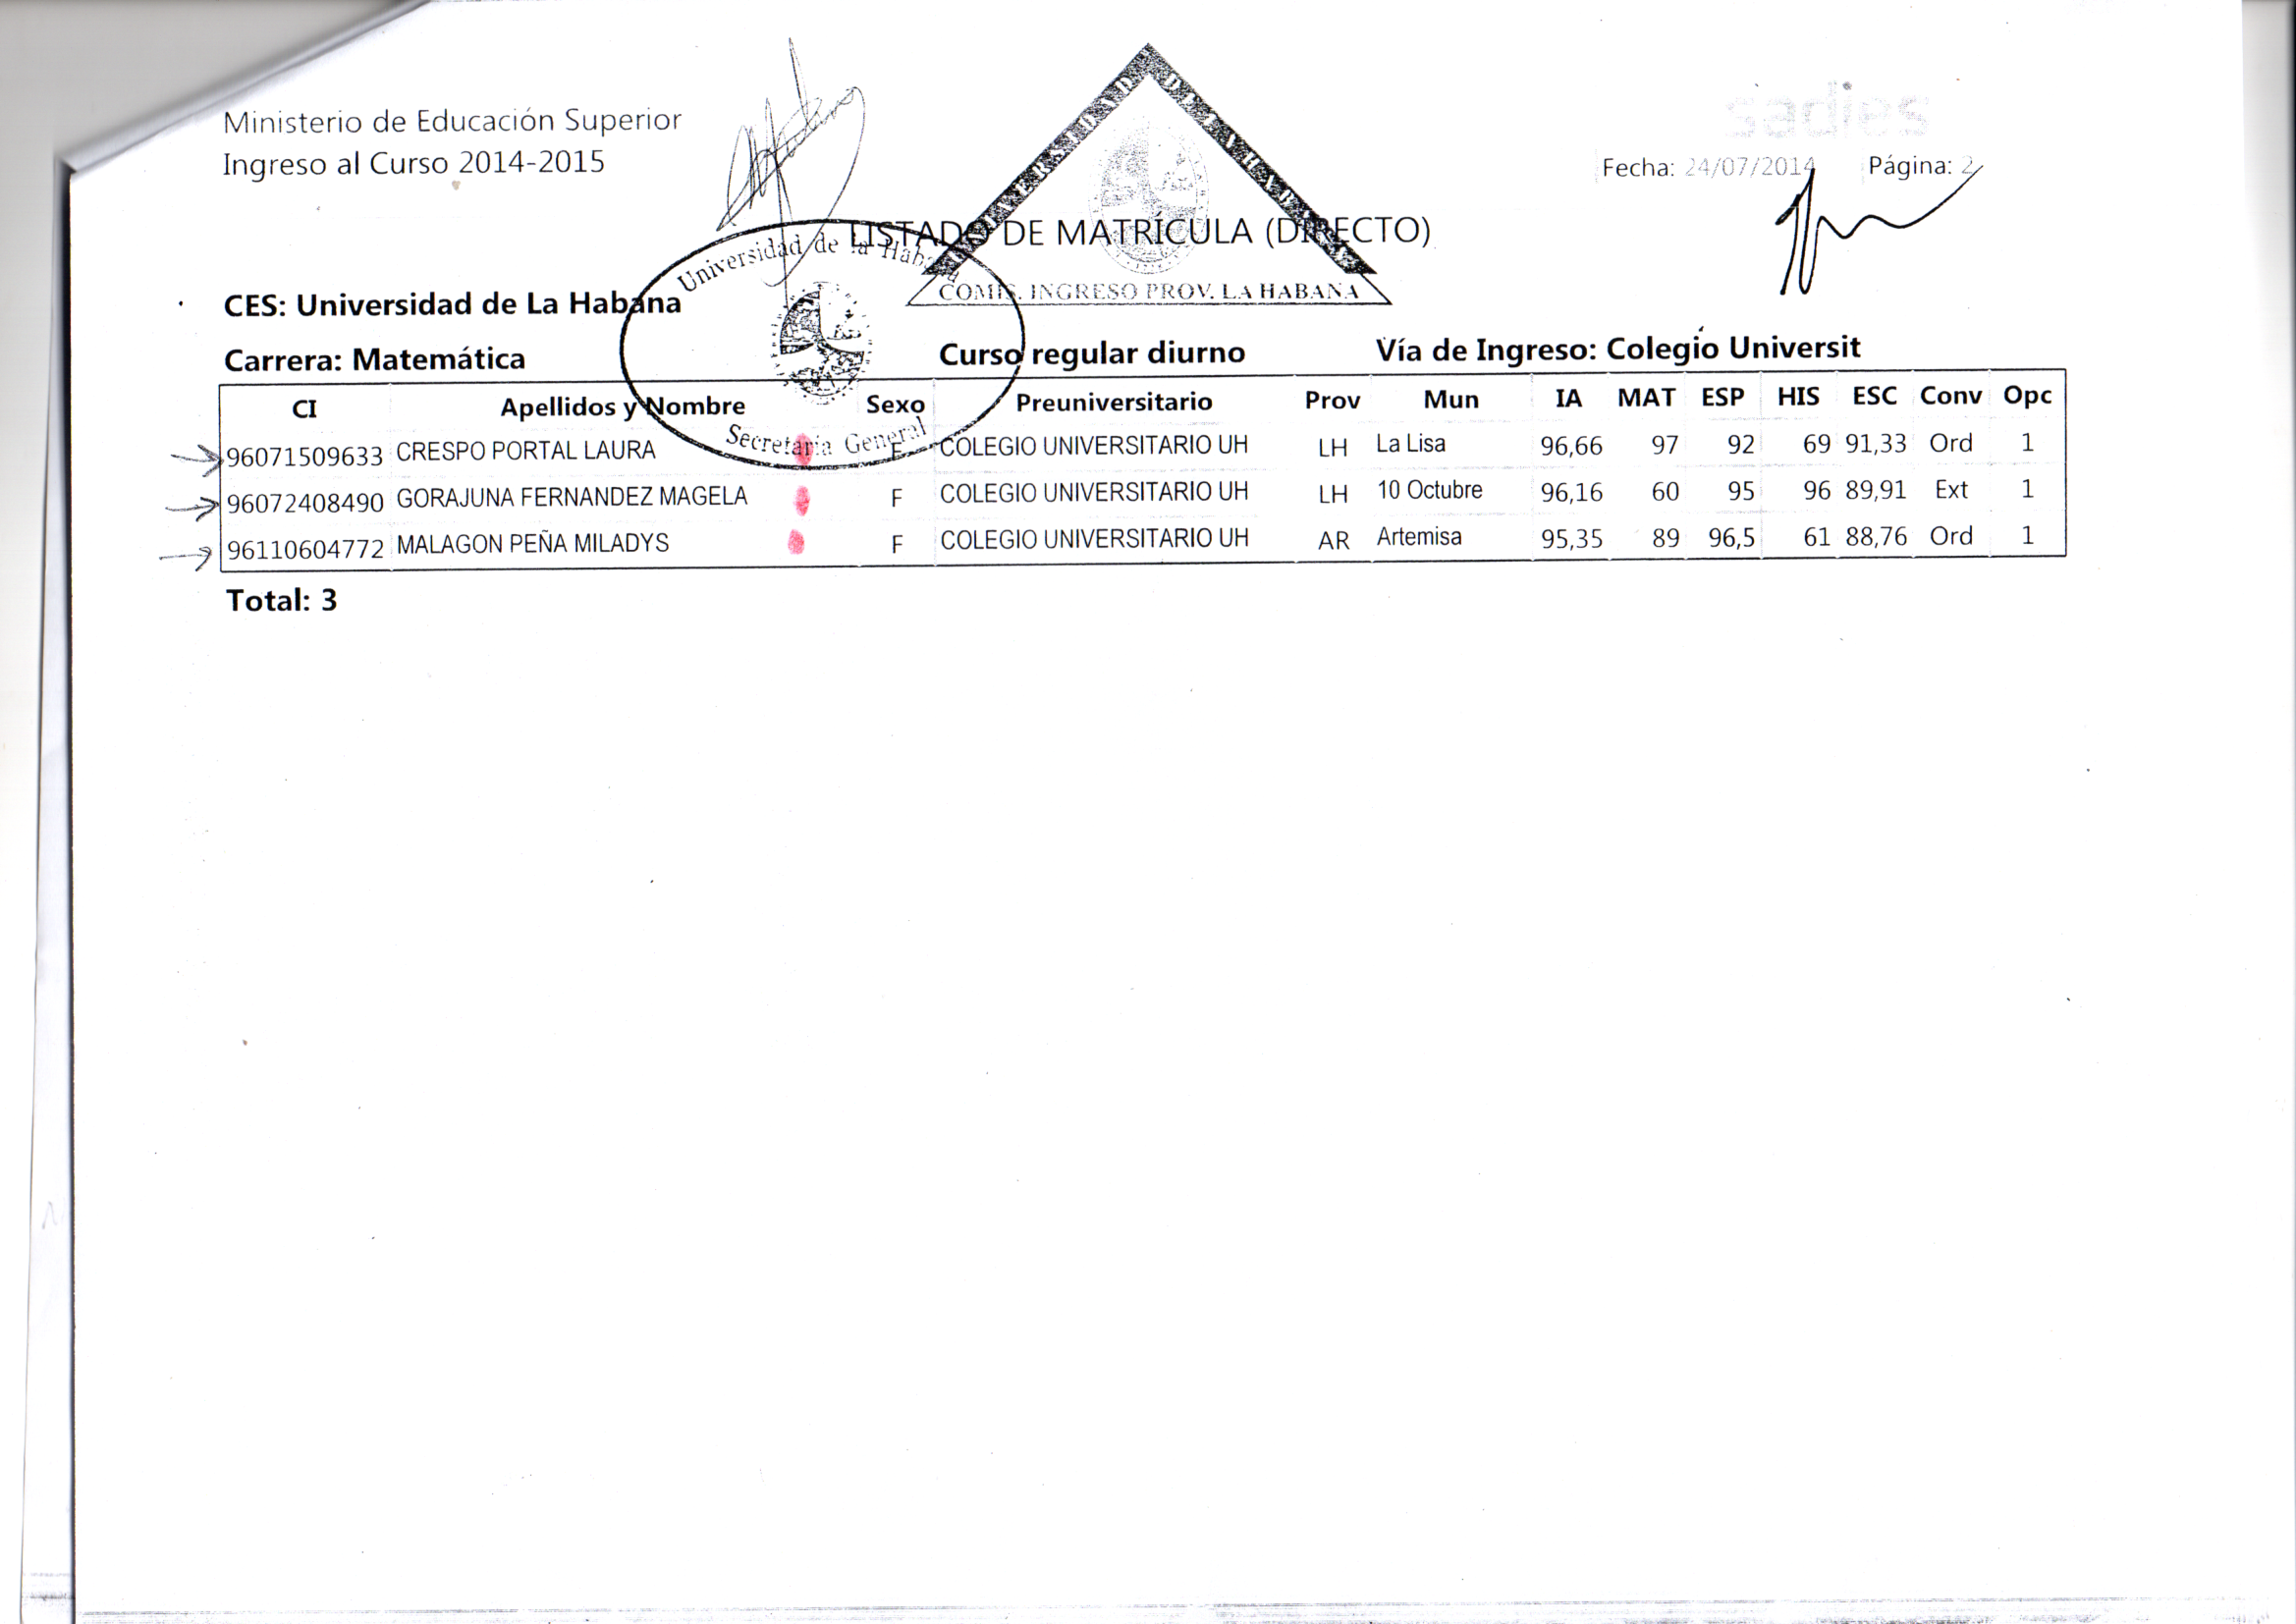 Ministerio de Educación Superior
Ingreso al Curso 2014-2015
sadies
Fecha: 24/07/2014 Página: 2
UNIVERSIDAD DE LA HABANA
COMIS. INGRESO PROV. LA HABANA
LISTADO DE MATRÍCULA (DIRECTO)
Universidad de la Habana
Secretaría General
CES: Universidad de La Habana
Carrera: Matemática Curso regular diurno Vía de Ingreso: Colegio Universit
CI Apellidos y Nombre Sexo Preuniversitario Prov Mun IA MAT ESP HIS ESC Conv Opc
96071509633 CRESPO PORTAL LAURA F COLEGIO UNIVERSITARIO UH LH La Lisa 96,66 97 92 69 91,33 Ord 1
96072408490 GORAJUNA FERNANDEZ MAGELA F COLEGIO UNIVERSITARIO UH LH 10 Octubre 96,16 60 95 96 89,91 Ext 1
96110604772 MALAGON PEÑA MILADYS F COLEGIO UNIVERSITARIO UH AR Artemisa 95,35 89 96,5 61 88,76 Ord 1
Total: 3